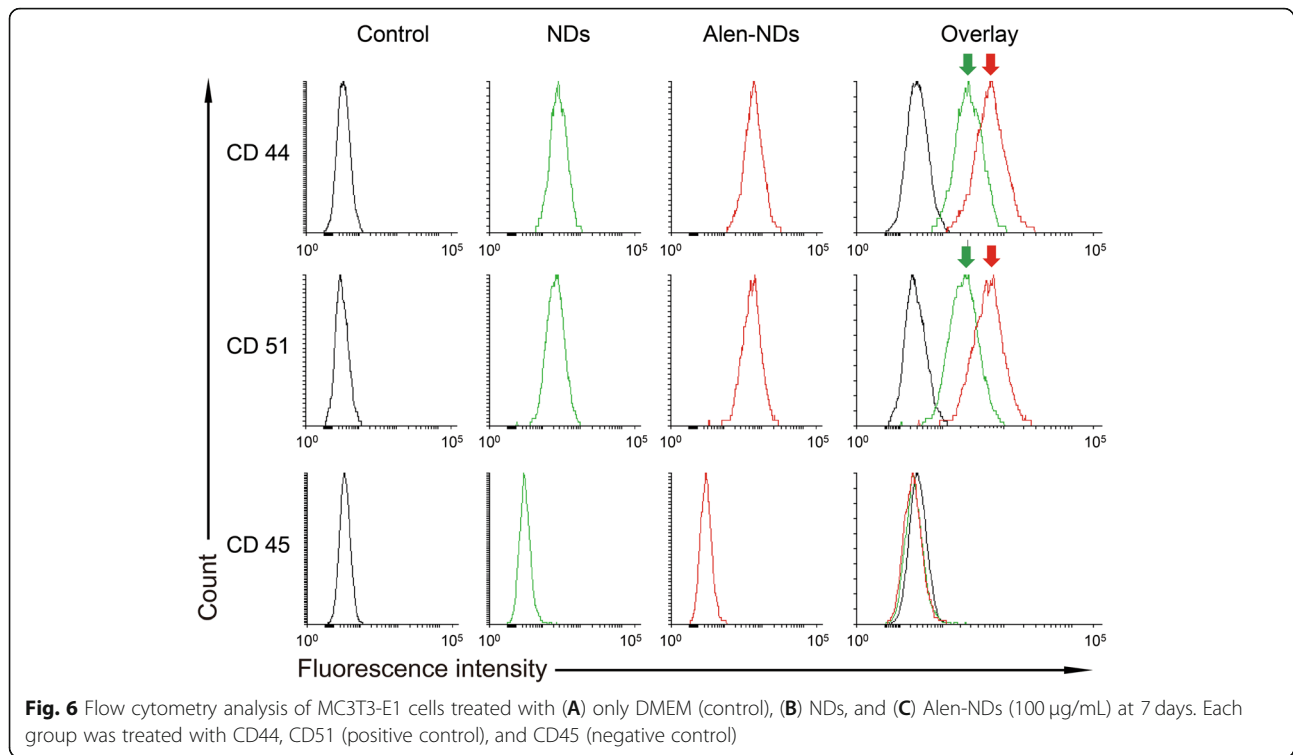 Control NDs Alen-NDs Overlay
CD 44
10⁰ 10⁵ 10⁰ 10⁵ 10⁰ 10⁵ 10⁰ 10⁵
CD 51
10⁰ 10⁵ 10⁰ 10⁵ 10⁰ 10⁵ 10⁰ 10⁵
CD 45
10⁰ 10⁵ 10⁰ 10⁵ 10⁰ 10⁵ 10⁰ 10⁵
Count
Fluorescence intensity
Fig. 6 Flow cytometry analysis of MC3T3-E1 cells treated with (A) only DMEM (control), (B) NDs, and (C) Alen-NDs (100 μg/mL) at 7 days. Each
group was treated with CD44, CD51 (positive control), and CD45 (negative control)